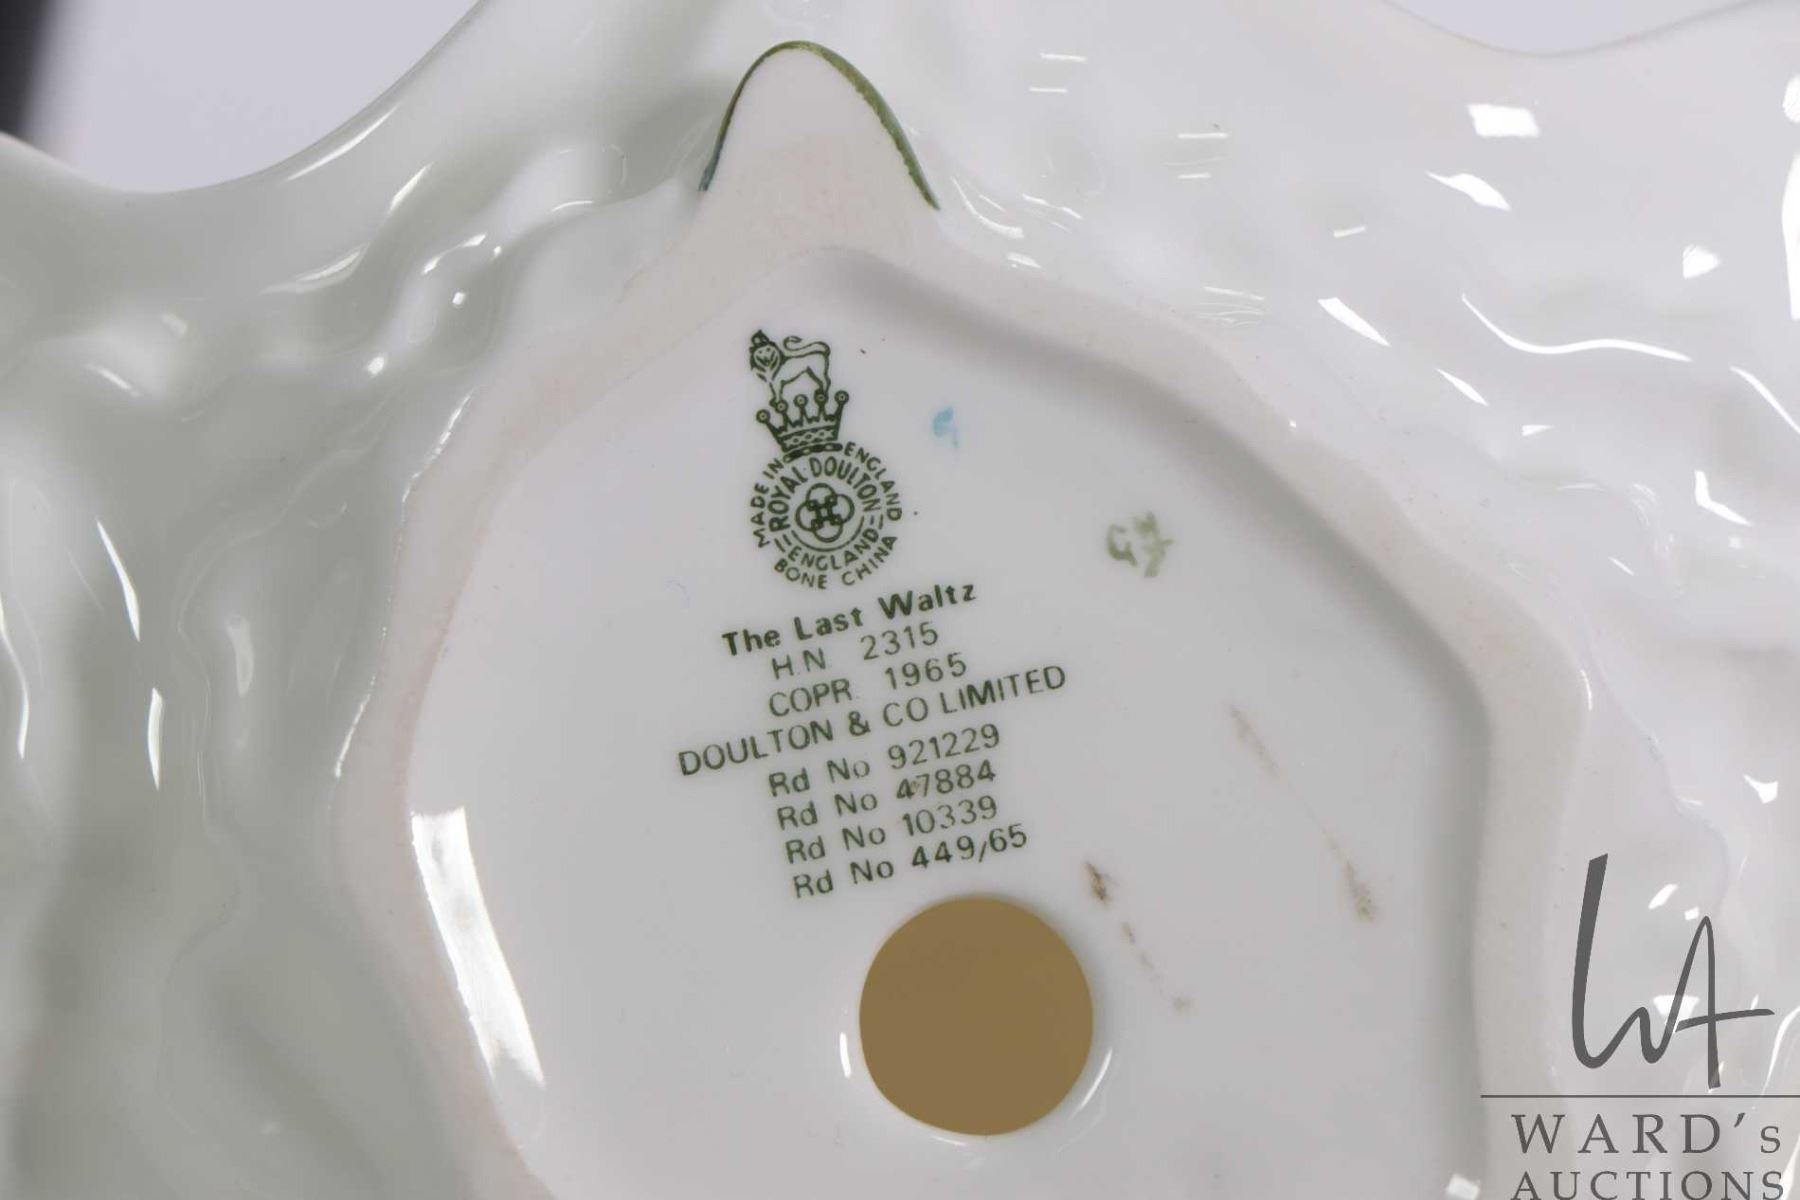 MADE IN ENGLAND
ROYAL DOULTON
ENGLAND
BONE CHINA
The Last Waltz
H.N. 2315
COPR. 1965
DOULTON & CO LIMITED
Rd No 921229
Rd No 47884
Rd No 10339
Rd No 449/65
WARD's
AUCTIONS